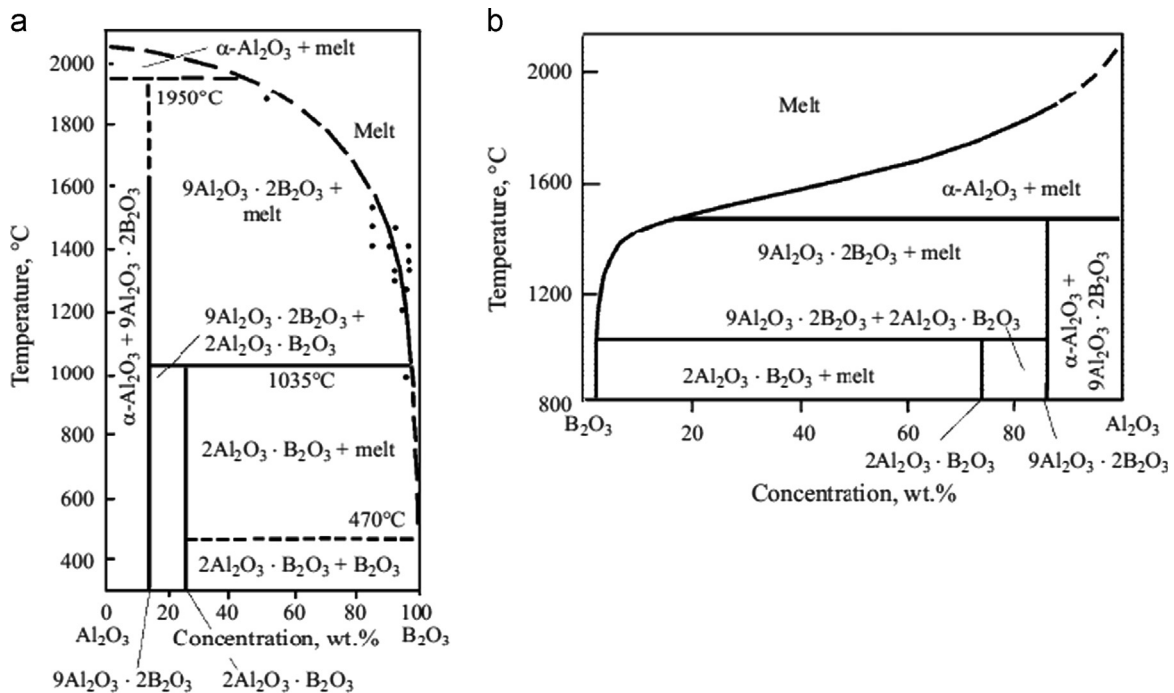 a
Temperature, °C
2000
1800
1600
1400
1200
1000
800
600
400
α-Al₂O₃ + melt
1950°C
Melt
9Al₂O₃ · 2B₂O₃ +
melt
α-Al₂O₃ + 9Al₂O₃ · 2B₂O₃
9Al₂O₃ · 2B₂O₃ +
2Al₂O₃ · B₂O₃
1035°C
2Al₂O₃ · B₂O₃ + melt
470°C
2Al₂O₃ · B₂O₃ + B₂O₃
0 20 40 60 80 100
Al₂O₃ Concentration, wt.% B₂O₃
9Al₂O₃ · 2B₂O₃ 2Al₂O₃ · B₂O₃
b
Temperature, °C
2000
1600
1200
800
Melt
α-Al₂O₃ + melt
9Al₂O₃ · 2B₂O₃ + melt
9Al₂O₃ · 2B₂O₃ + 2Al₂O₃ · B₂O₃
α-Al₂O₃ +
9Al₂O₃ · 2B₂O₃
2Al₂O₃ · B₂O₃ + melt
B₂O₃ 20 40 60 80 Al₂O₃
2Al₂O₃ · B₂O₃ 9Al₂O₃ · 2B₂O₃
Concentration, wt.%